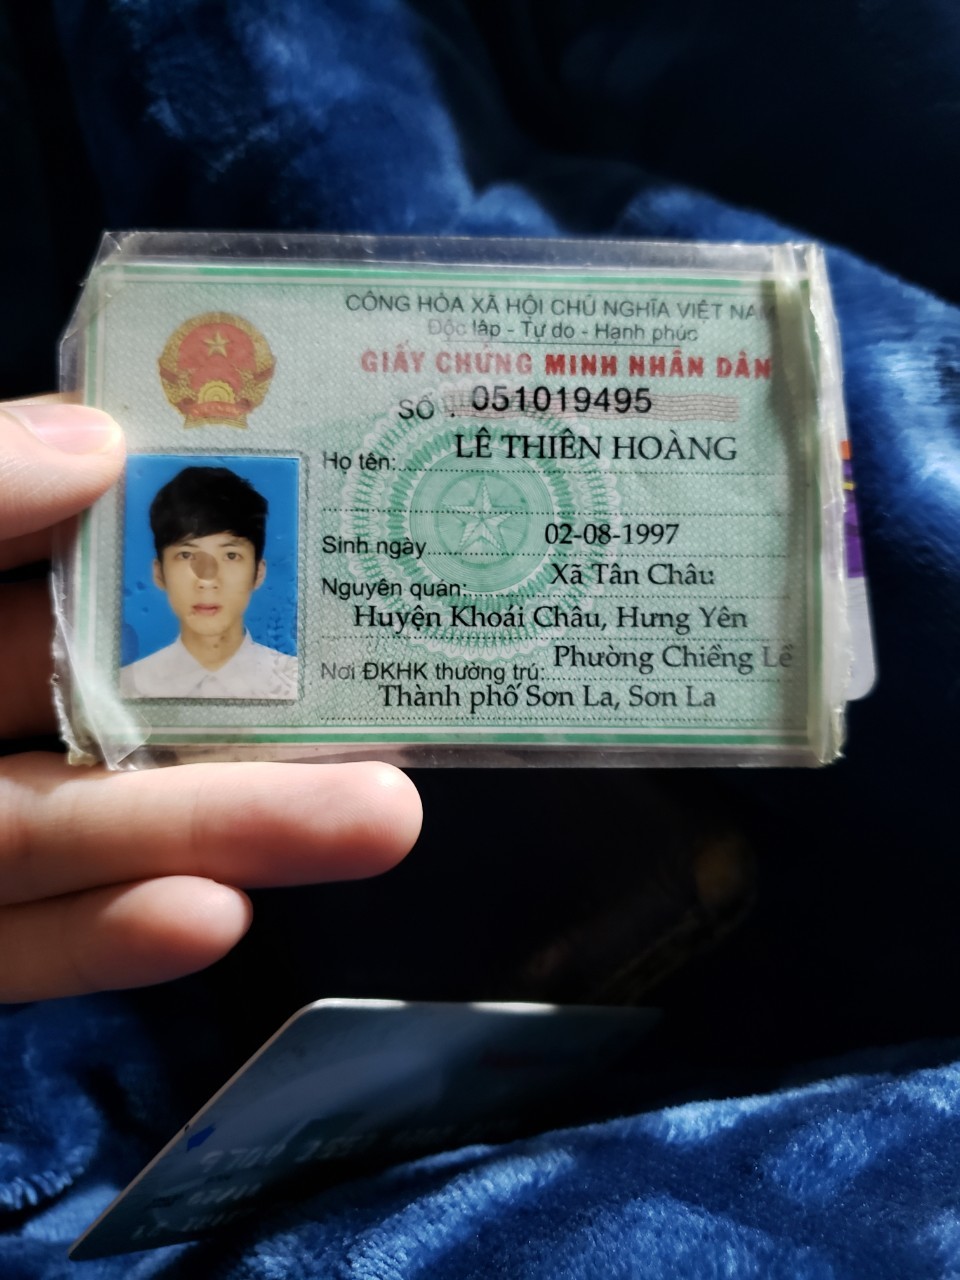 CỘNG HÒA XÃ HỘI CHỦ NGHĨA VIỆT NAM
Độc lập - Tự do - Hạnh phúc
GIẤY CHỨNG MINH NHÂN DÂN
SỐ . 051019495
Họ tên: LÊ THIÊN HOÀNG
Sinh ngày 02-08-1997
Nguyên quán: Xã Tân Châu
Huyện Khoái Châu, Hưng Yên
Nơi ĐKHK thường trú: Phường Chiềng Lề
Thành phố Sơn La, Sơn La